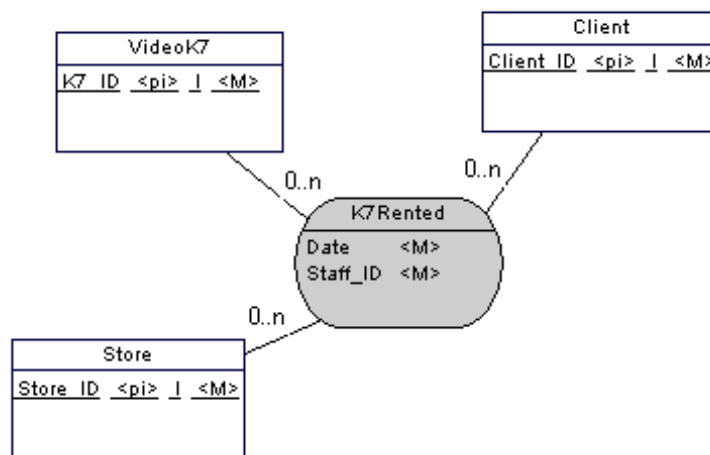 VideoK7
K7_ID <pi> I <M>
Client
Client_ID <pi> I <M>
0..n
0..n
K7Rented
Date <M>
Staff_ID <M>
0..n
Store
Store_ID <pi> I <M>